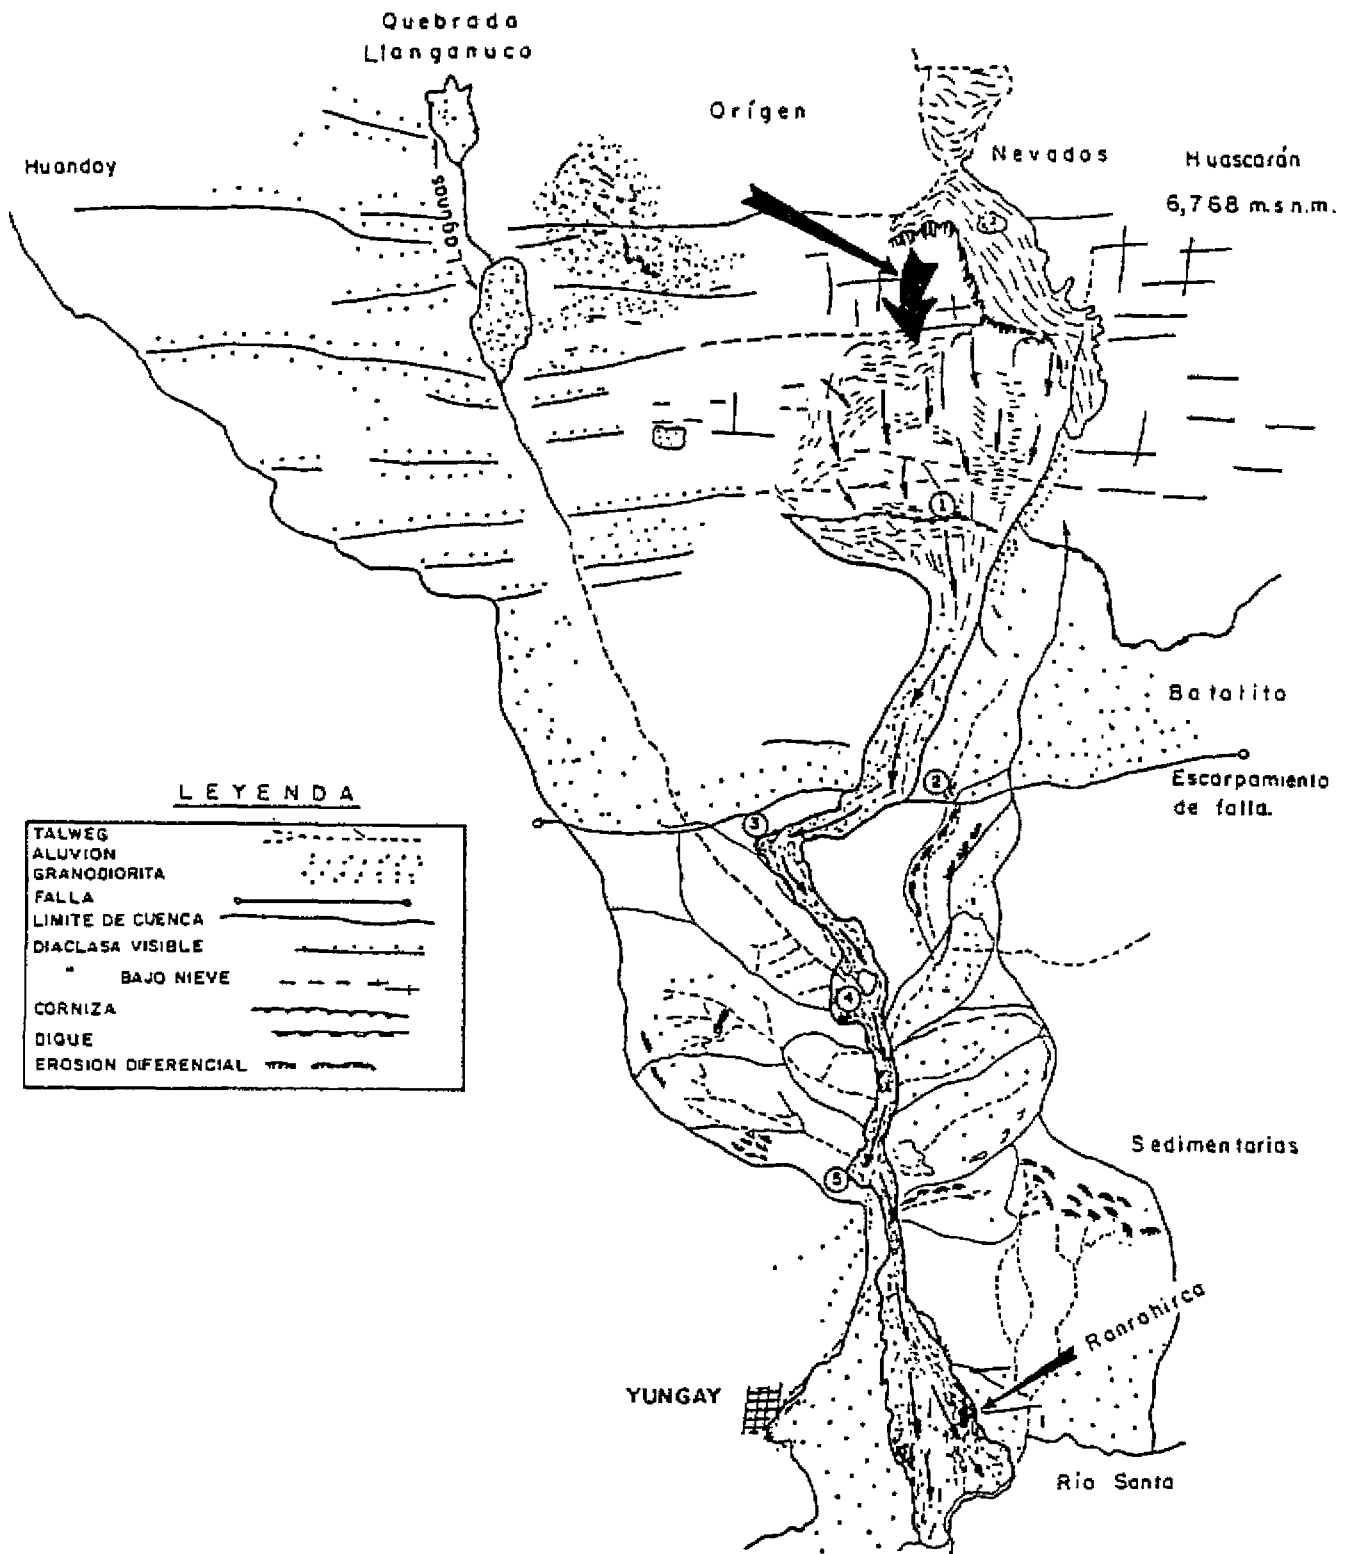 Quebrada
Llanganuco
Orígen
Huandoy
Nevados
Huascarán
6,768 m.s.n.m.
Lagunas
1
Batolito
Escarpamiento
de falla.
2
3
LEYENDA
TALWEG
ALUVION
GRANODIORITA
FALLA
LIMITE DE CUENCA
DIACLASA VISIBLE
" BAJO NIEVE
CORNIZA
DIQUE
EROSION DIFERENCIAL
4
Sedimentarias
5
Ranrahirca
YUNGAY
Río Santa